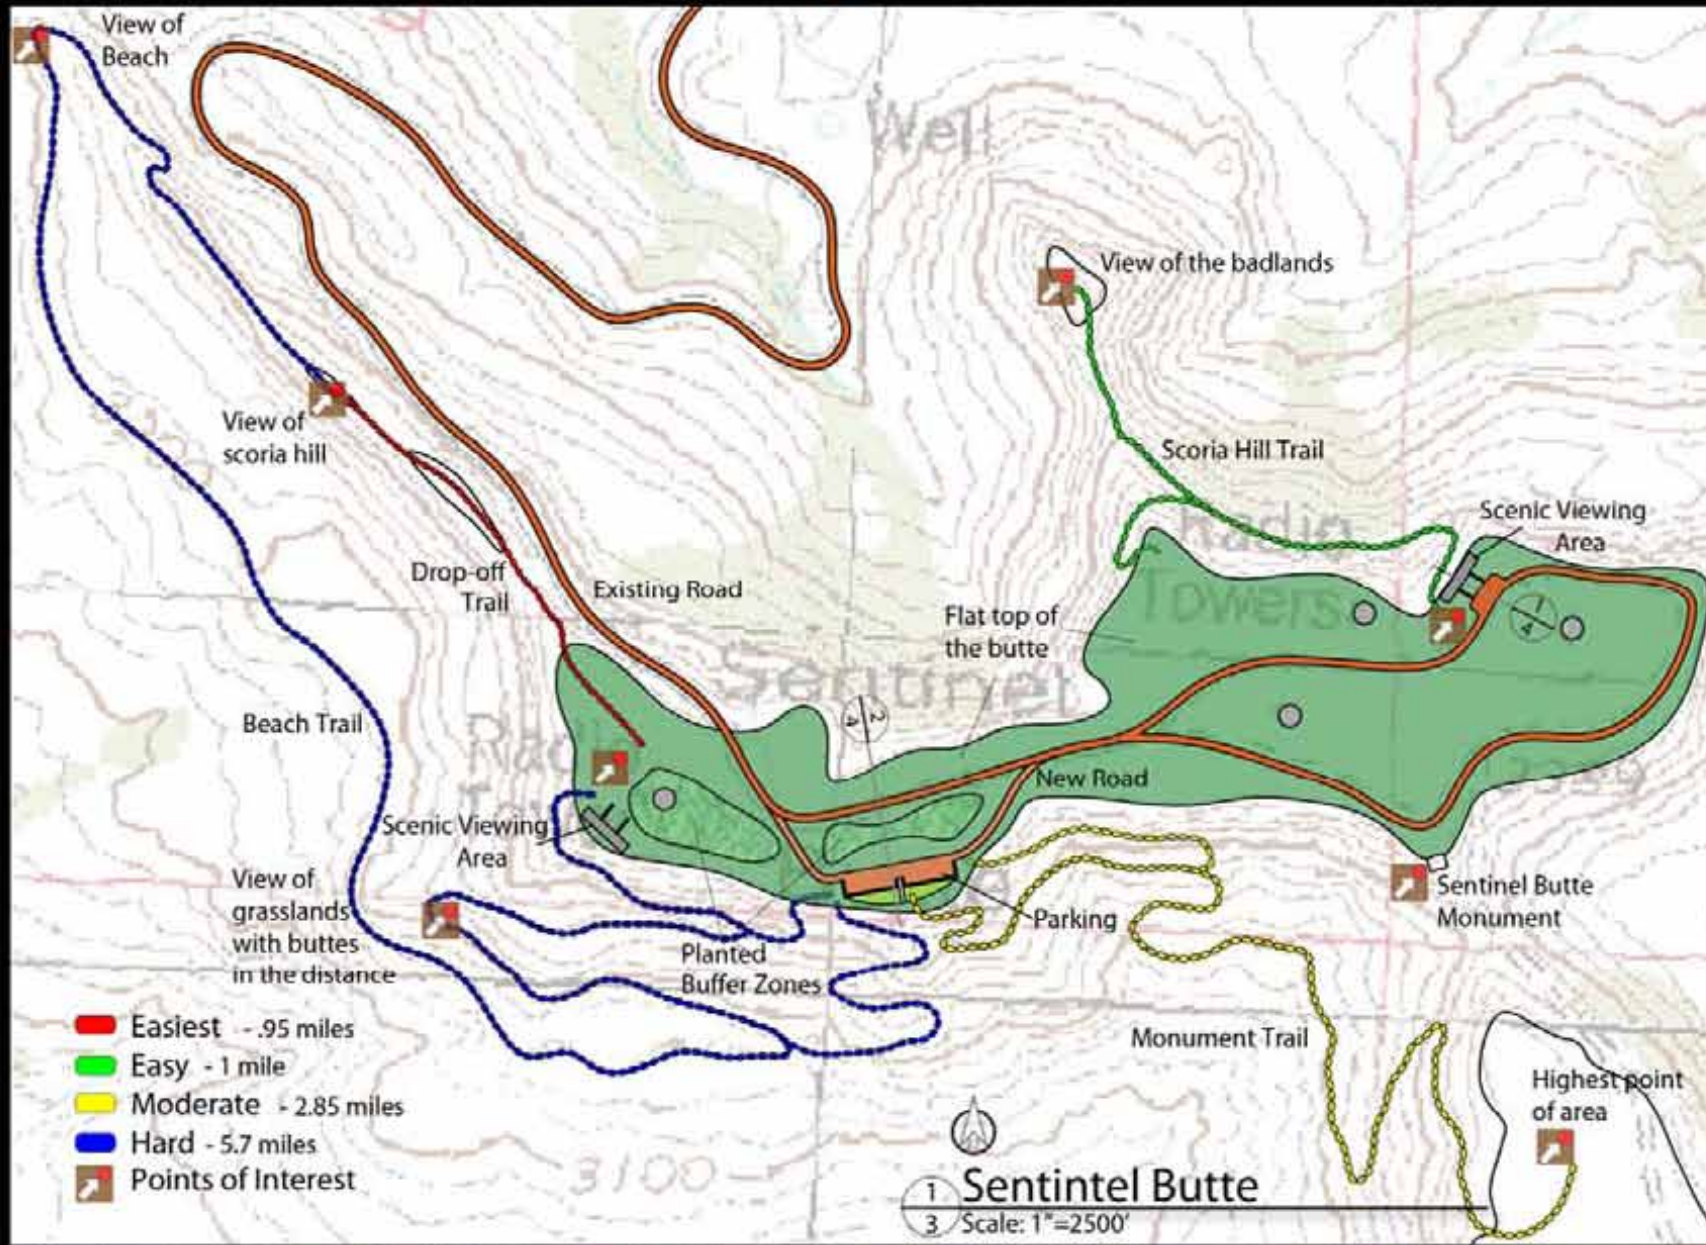 View of
Beach
Well
View of the badlands
View of
scoria hill
Scoria Hill Trail
Scenic Viewing
Area
Radio
Towers
Drop-off
Trail
Existing Road
Flat top of
the butte
1
4
Sentinel
2
4
Beach Trail
New Road
Scenic Viewing
Area
View of
grasslands
with buttes
in the distance
Parking
Sentinel Butte
Monument
Planted
Buffer Zones
Monument Trail
Highest point
of area
Easiest - .95 miles
Easy - 1 mile
Moderate - 2.85 miles
Hard - 5.7 miles
Points of Interest
3100
1
3
Sentintel Butte
Scale: 1"=2500'